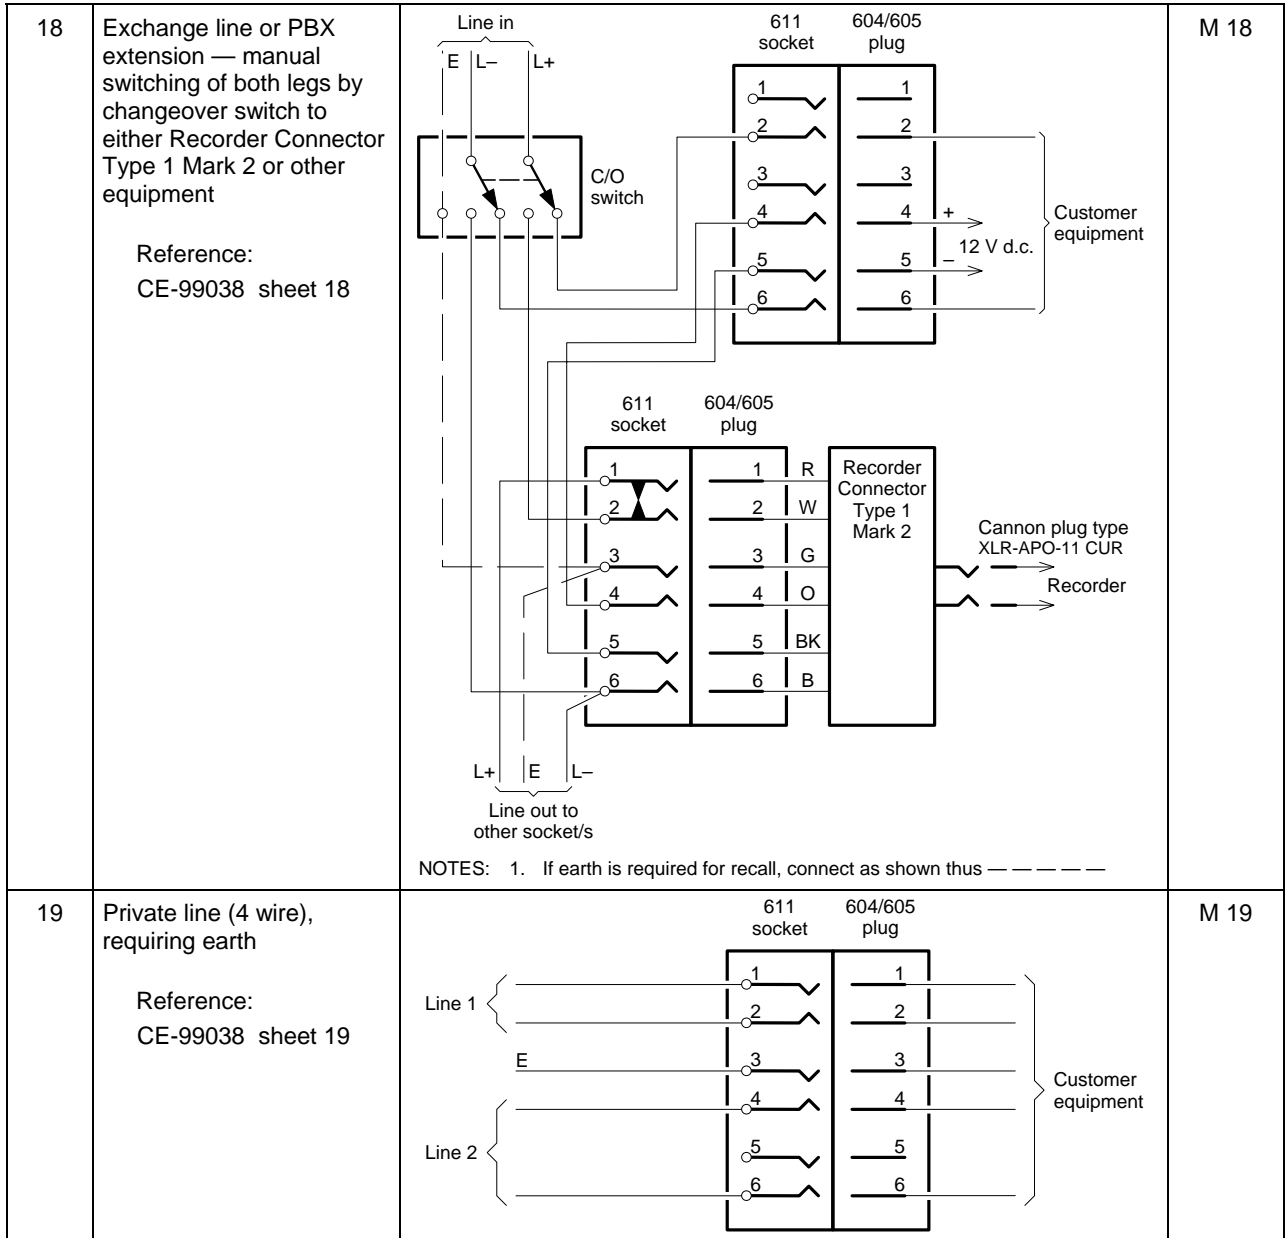 18
Exchange line or PBX
extension — manual
switching of both legs by
changeover switch to
either Recorder Connector
Type 1 Mark 2 or other
equipment
Reference:
CE-99038 sheet 18
Line in
E L– L+
C/O
switch
611
socket
604/605
plug
1 1
2 2
3 3
4 4 +
12 V d.c.
5 5 –
6 6
Customer
equipment
611
socket
604/605
plug
1 1 R
2 2 W
3 3 G
4 4 O
5 5 BK
6 6 B
Recorder
Connector
Type 1
Mark 2
Cannon plug type
XLR-APO-11 CUR
Recorder
L+ E L–
Line out to
other socket/s
NOTES: 1. If earth is required for recall, connect as shown thus — — — — —
M 18
19
Private line (4 wire),
requiring earth
Reference:
CE-99038 sheet 19
611
socket
604/605
plug
Line 1
E
Line 2
1 1
2 2
3 3
4 4
5 5
6 6
Customer
equipment
M 19